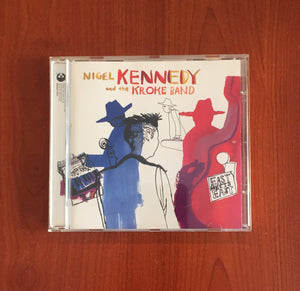 NIGEL KENNEDY
and the KROKE BAND
EAST
MEETS
EAST